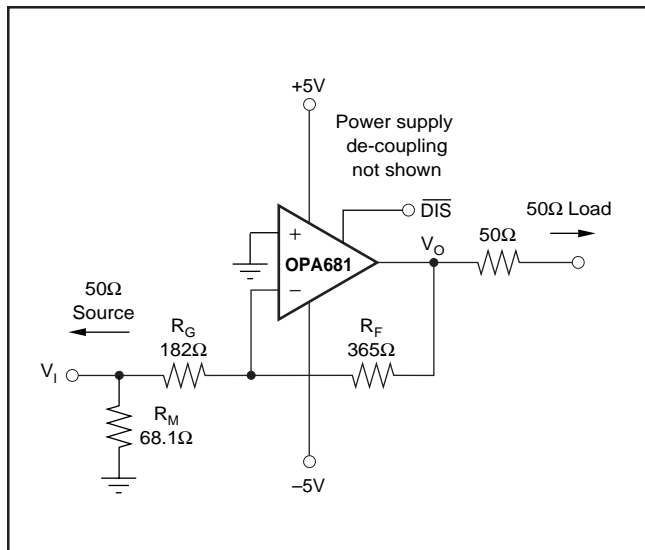 +5V
Power supply
de-coupling
not shown
DIS
50Ω Load
+
OPA681
–
V_O
50Ω
50Ω
Source
R_G
182Ω
R_F
365Ω
V_I
R_M
68.1Ω
–5V